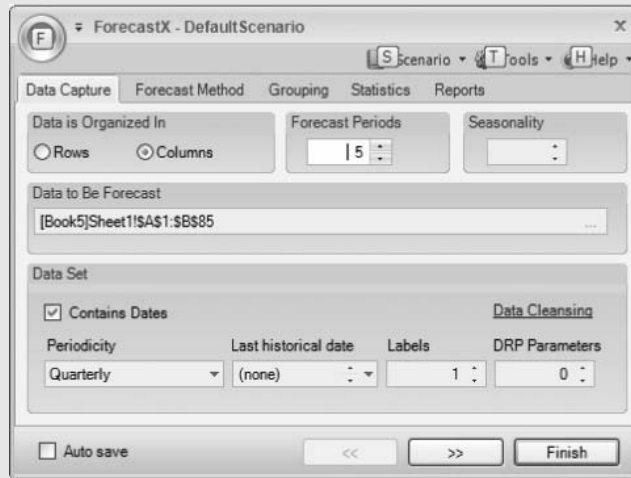 F
ForecastX - DefaultScenario
X
S Scenario T Tools H Help
Data Capture Forecast Method Grouping Statistics Reports
Data is Organized In Forecast Periods Seasonality
Rows Columns 5
Data to Be Forecast
[Book5]Sheet1!$A$1:$B$85 ...
Data Set
Contains Dates Data Cleansing
Periodicity Last historical date Labels DRP Parameters
Quarterly (none) 1 0
Auto save << >> Finish